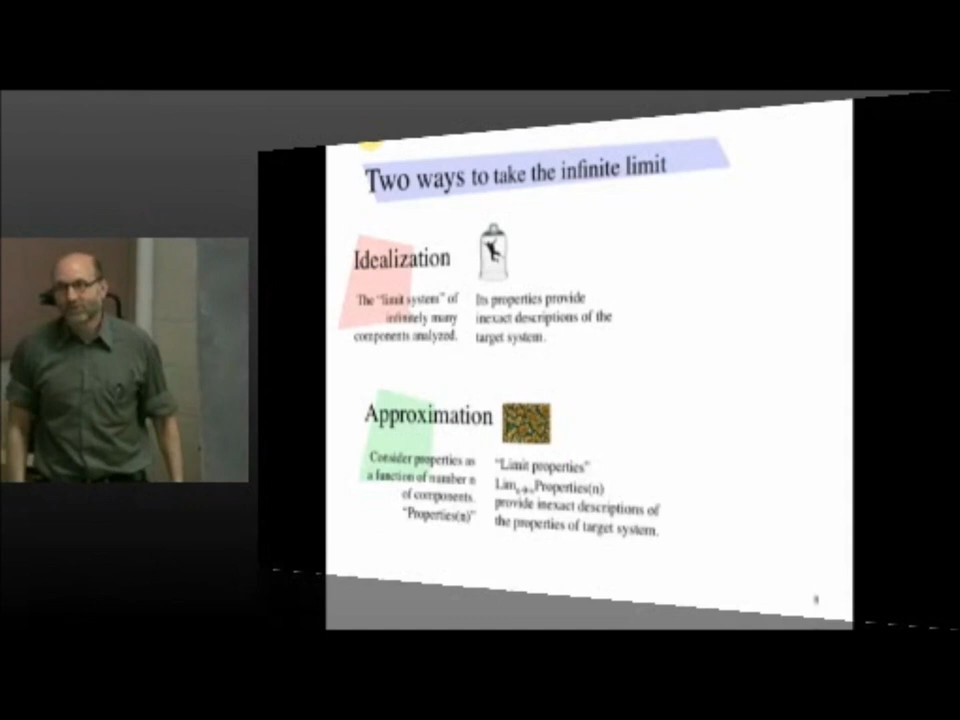 Two ways to take the infinite limit
Idealization
The "limit system" of
infinitely many
components analyzed.
Its properties provide
inexact descriptions of the
target system.
Approximation
Consider properties as
a function of number n
of components.
"Properties(n)"
"Limit properties"
Limₙ→∞Properties(n)
provide inexact descriptions of
the properties of target system.